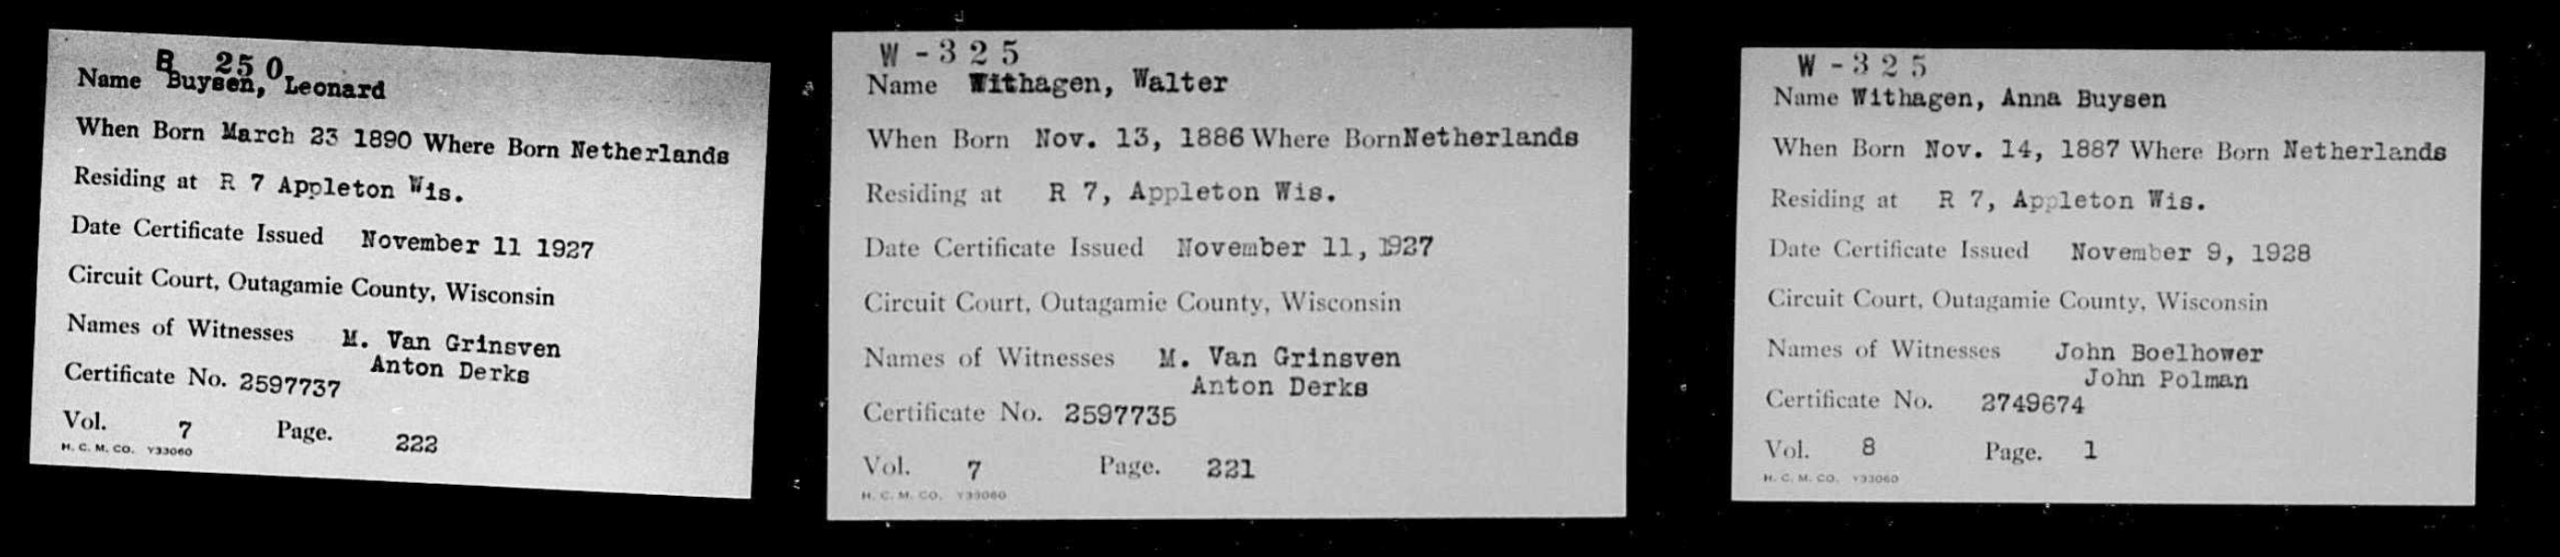 B 250
Name Buysen, Leonard
When Born March 23 1890 Where Born Netherlands
Residing at R 7 Appleton Wis.
Date Certificate Issued November 11 1927
Circuit Court, Outagamie County, Wisconsin
Names of Witnesses M. Van Grinsven
Anton Derks
Certificate No. 2597737
Vol. 7 Page. 222
H. C. M. CO. Y33060
W-325
Name Withagen, Walter
When Born Nov. 13, 1886 Where Born Netherlands
Residing at R 7, Appleton Wis.
Date Certificate Issued November 11, 1927
Circuit Court, Outagamie County, Wisconsin
Names of Witnesses M. Van Grinsven
Anton Derks
Certificate No. 2597735
Vol. 7 Page. 221
H. C. M. CO. Y33060
W-325
Name Withagen, Anna Buysen
When Born Nov. 14, 1887 Where Born Netherlands
Residing at R 7, Appleton Wis.
Date Certificate Issued November 9, 1928
Circuit Court, Outagamie County, Wisconsin
Names of Witnesses John Boelhower
John Polman
Certificate No. 2749674
Vol. 8 Page. 1
H. C. M. CO. Y33060